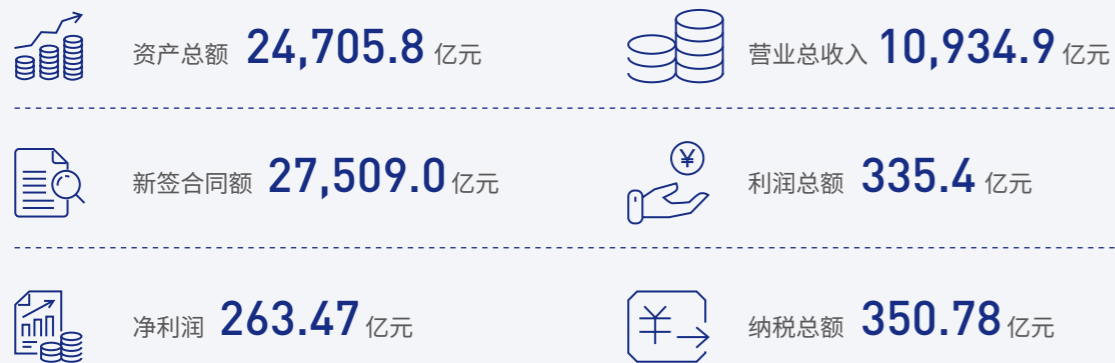 资产总额 24,705.8 亿元
营业总收入 10,934.9 亿元
新签合同额 27,509.0 亿元
利润总额 335.4 亿元
净利润 263.47 亿元
纳税总额 350.78 亿元